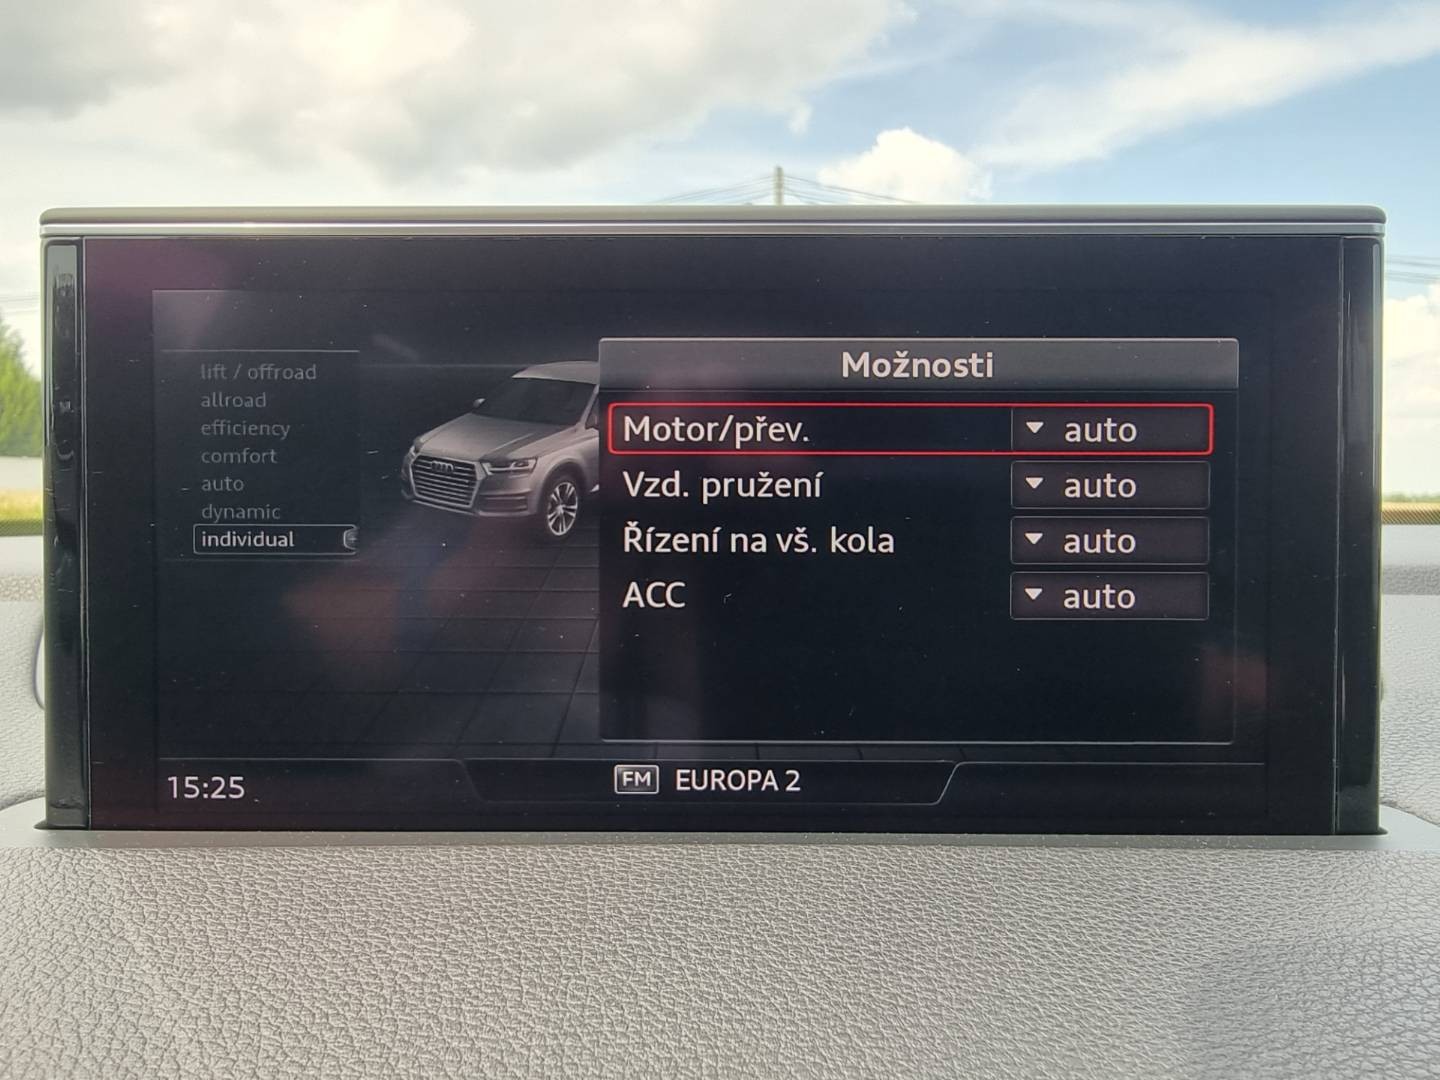 lift / offroad
allroad
efficiency
comfort
auto
dynamic
individual
Možnosti
Motor/přev. auto
Vzd. pružení auto
Řízení na vš. kola auto
ACC auto
15:25
FM EUROPA 2